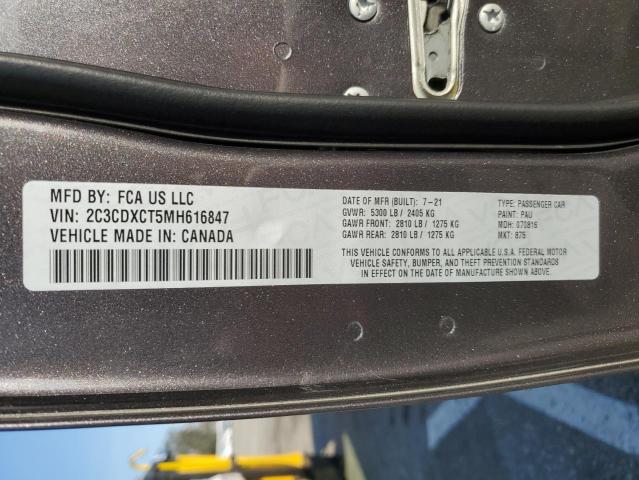 MFD BY: FCA US LLC
VIN: 2C3CDXCT5MH616847
VEHICLE MADE IN: CANADA
DATE OF MFR (BUILT): 7-21
GVWR: 5300 LB / 2405 KG
GAWR FRONT: 2810 LB / 1275 KG
GAWR REAR: 2810 LB / 1275 KG
TYPE: PASSENGER CAR
PAINT: PAU
MDH: 070816
MKT: 875
THIS VEHICLE CONFORMS TO ALL APPLICABLE U.S.A. FEDERAL MOTOR
VEHICLE SAFETY, BUMPER, AND THEFT PREVENTION STANDARDS
IN EFFECT ON THE DATE OF MANUFACTURE SHOWN ABOVE.